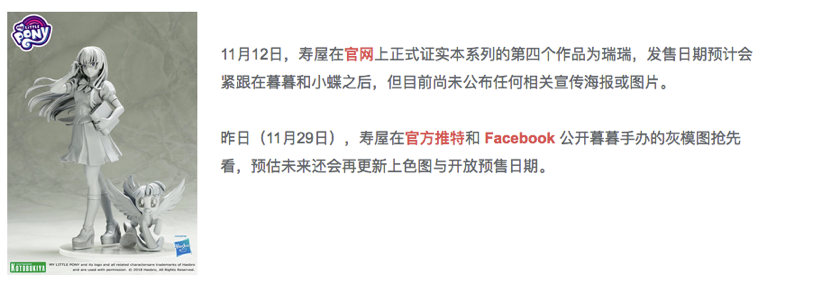 MY LITTLE
PONY
11月12日，寿屋在官网上正式证实本系列的第四个作品为瑞瑞，发售日期预计会
紧跟在暮暮和小蝶之后，但目前尚未公布任何相关宣传海报或图片。
昨日（11月29日），寿屋在官方推特和 Facebook 公开暮暮手办的灰模图抢先
看，预估未来还会再更新上色图与开放预售日期。
Hasbro
KOTOBUKIYA
MY LITTLE PONY and its logo and all related characters are trademarks of Hasbro
and are used with permission. © 2018 Hasbro. All Rights Reserved.